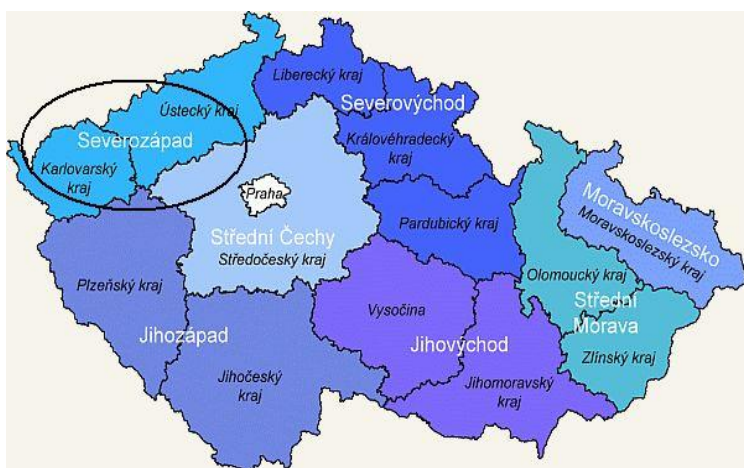 Liberecký kraj
Ústecký kraj
Severovýchod
Severozápad
Královéhradecký
kraj
Karlovarský
kraj
Praha
Moravskoslezsko
Moravskoslezský kraj
Pardubický kraj
Střední Čechy
Středočeský kraj
Olomoucký kraj
Plzeňský kraj
Střední
Morava
Vysočina
Jihozápad
Jihovýchod
Zlínský kraj
Jihočeský
kraj
Jihomoravský
kraj